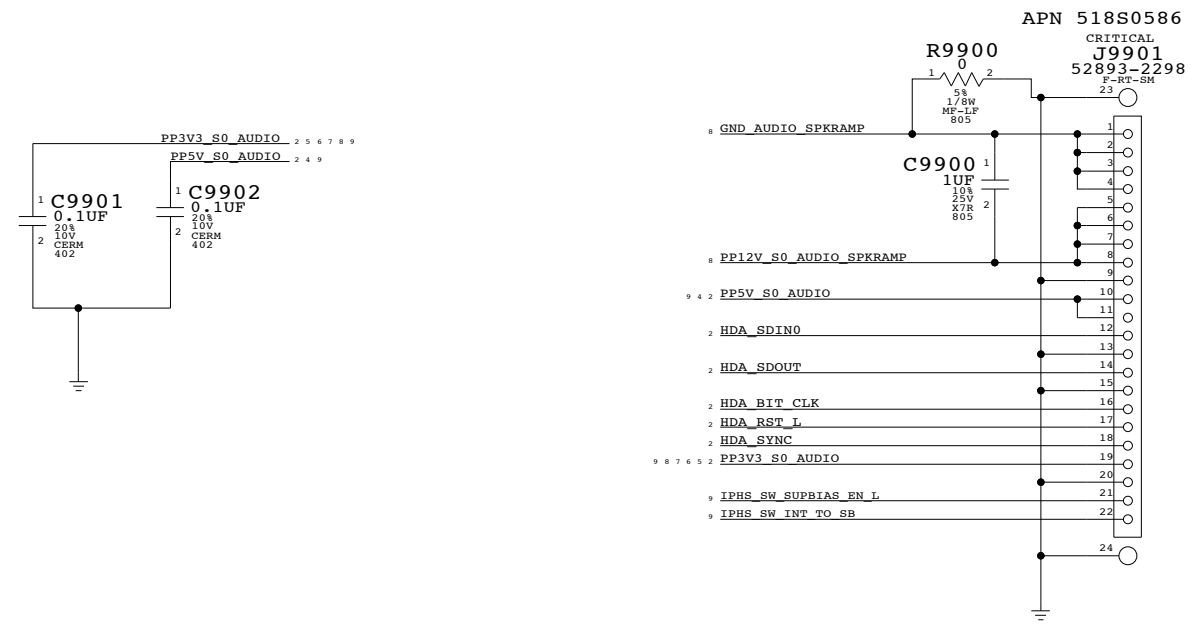 APN 518S0586
CRITICAL
J9901
52893-2298
F-RT-SM
R9900
0
1
2
5%
1/8W
MF-LF
805
23
8 GND_AUDIO_SPKRAMP
1
2
3
4
C9900
1UF
10%
25V
X7R
805
1
2
5
6
7
8 PP12V_S0_AUDIO_SPKRAMP
8
9
9 4 2 PP5V_S0_AUDIO
10
11
2 HDA_SDIN0
12
13
2 HDA_SDOUT
14
15
2 HDA_BIT_CLK
16
2 HDA_RST_L
17
2 HDA_SYNC
18
9 8 7 6 5 2 PP3V3_S0_AUDIO
19
20
9 IPHS_SW_SUPBIAS_EN_L
21
9 IPHS_SW_INT_TO_SB
22
24
PP3V3_S0_AUDIO 2 5 6 7 8 9
PP5V_S0_AUDIO 2 4 9
1
C9901
0.1UF
20%
10V
CERM
402
2
1
C9902
0.1UF
20%
10V
CERM
402
2